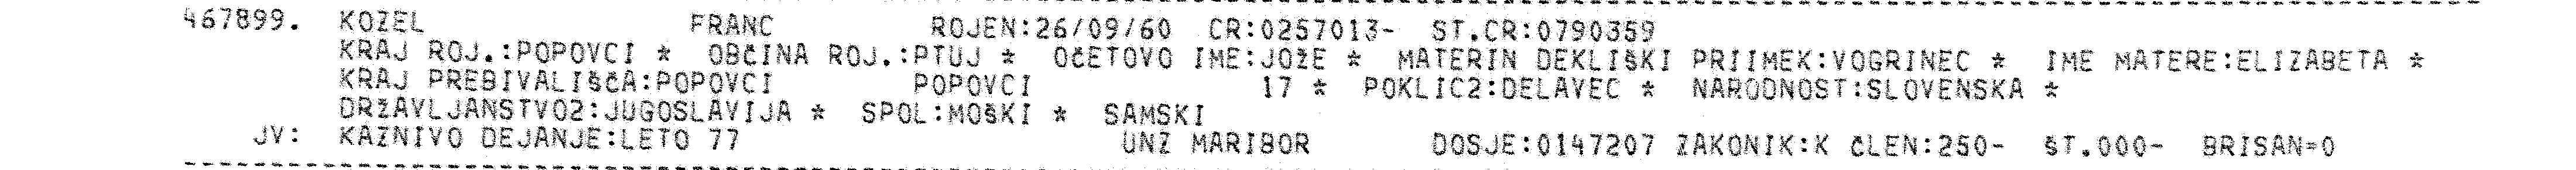 467899. KOZEL FRANC ROJEN:26/09/60 CR:0257013- ST.CR:0790359
KRAJ ROJ.:POPOVCI * OBČINA ROJ.:PTUJ * OČETOVO IME:JOŽE * MATERIN DEKLIŠKI PRIIMEK:VOGRINEC * IME MATERE:ELIZABETA *
KRAJ PREBIVALIŠČA:POPOVCI POPOVCI 17 * POKLIC2:DELAVEC * NARODNOST:SLOVENSKA *
DRŽAVLJANSTVO2:JUGOSLAVIJA * SPOL:MOŠKI * SAMSKI
JV: KAZNIVO DEJANJE:LETO 77 UNZ MARIBOR DOSJE:0147207 ZAKONIK:K ČLEN:250- ŠT.000- BRISAN=0